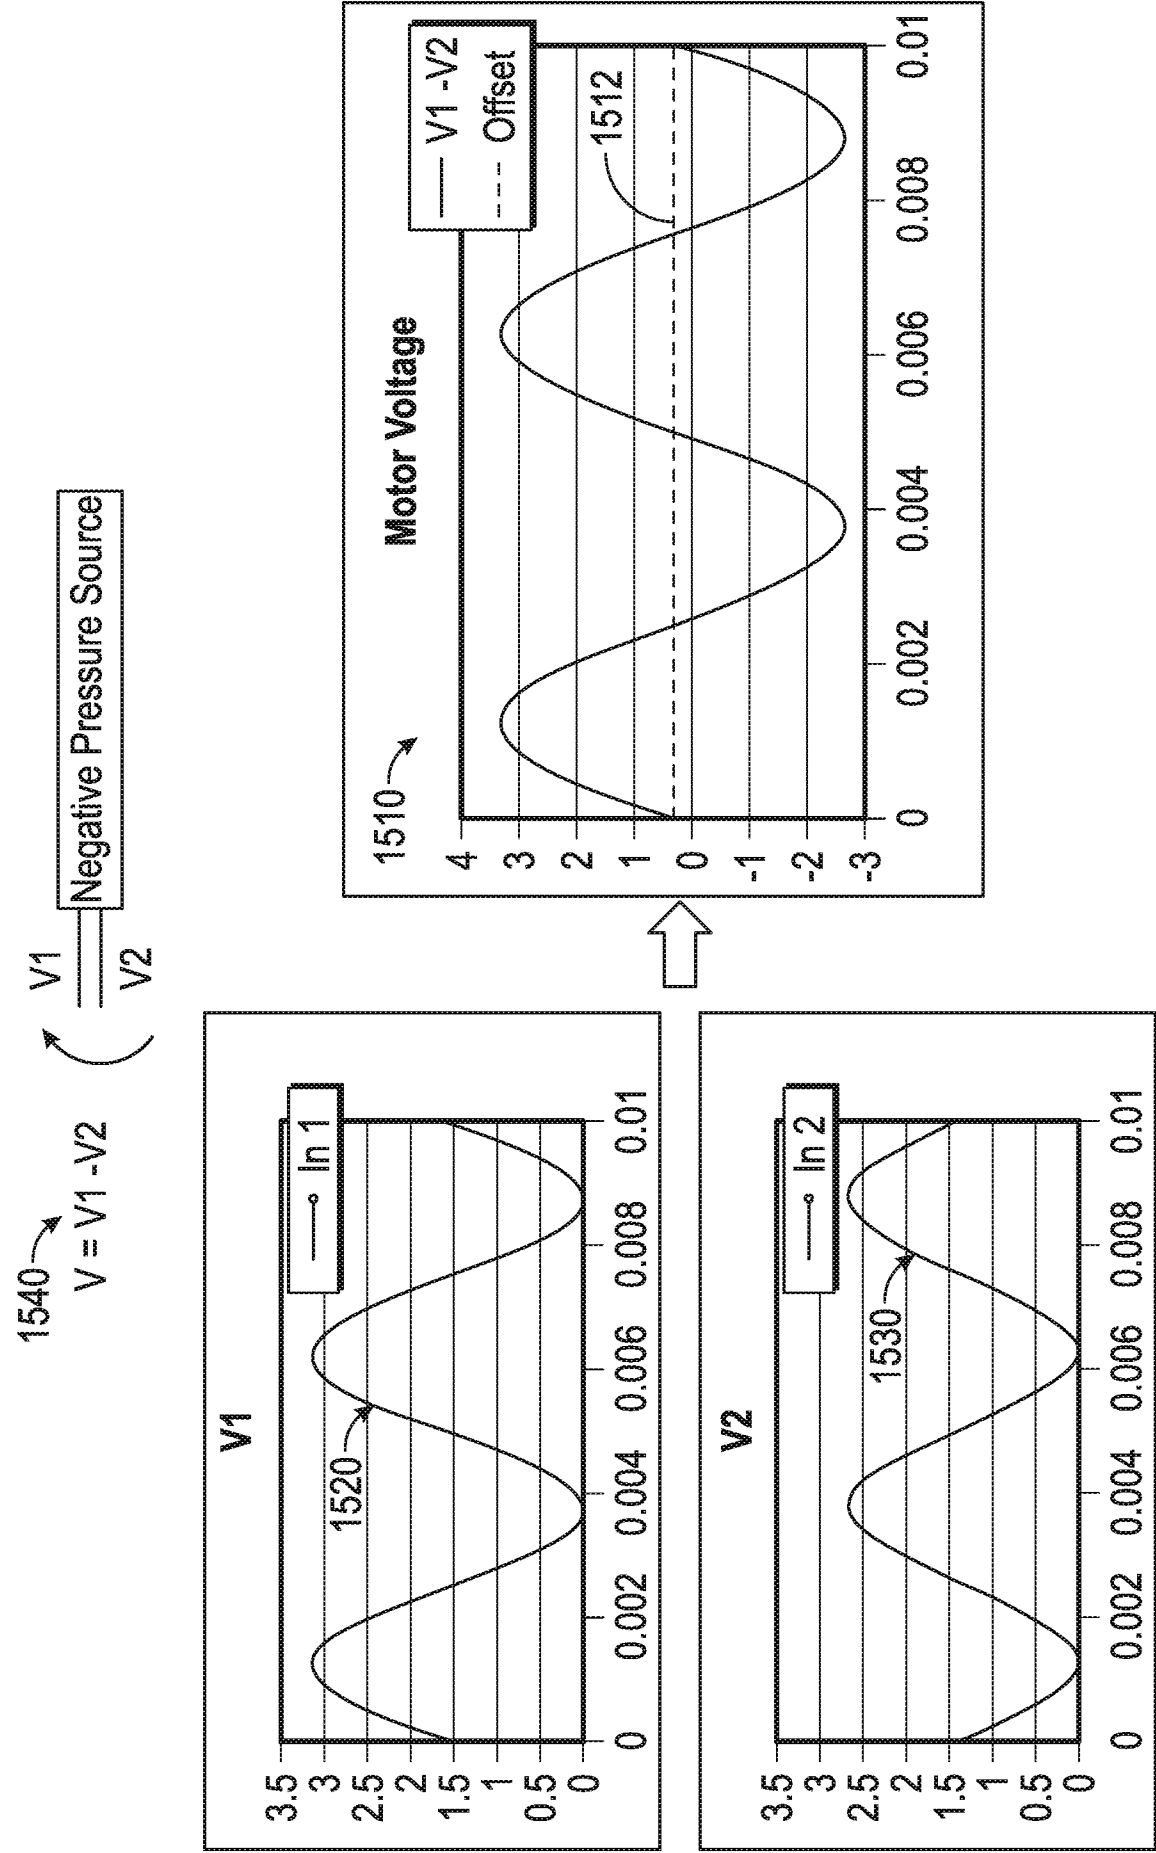 1540
V = V1 -V2
V1
V2
Negative Pressure Source
V1
In 1
1520
3.5
3
2.5
2
1.5
1
0.5
0
0 0.002 0.004 0.006 0.008 0.01
V2
In 2
1530
3.5
3
2.5
2
1.5
1
0.5
0
0 0.002 0.004 0.006 0.008 0.01
1510
Motor Voltage
V1 -V2
Offset
1512
4
3
2
1
0
-1
-2
-3
0 0.002 0.004 0.006 0.008 0.01